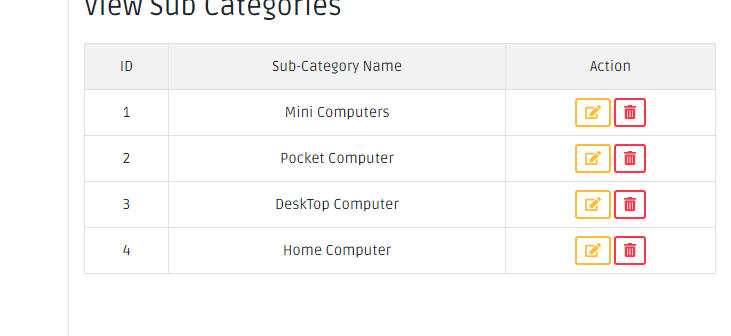 View Sub Categories
ID Sub-Category Name Action
1 Mini Computers
2 Pocket Computer
3 DeskTop Computer
4 Home Computer